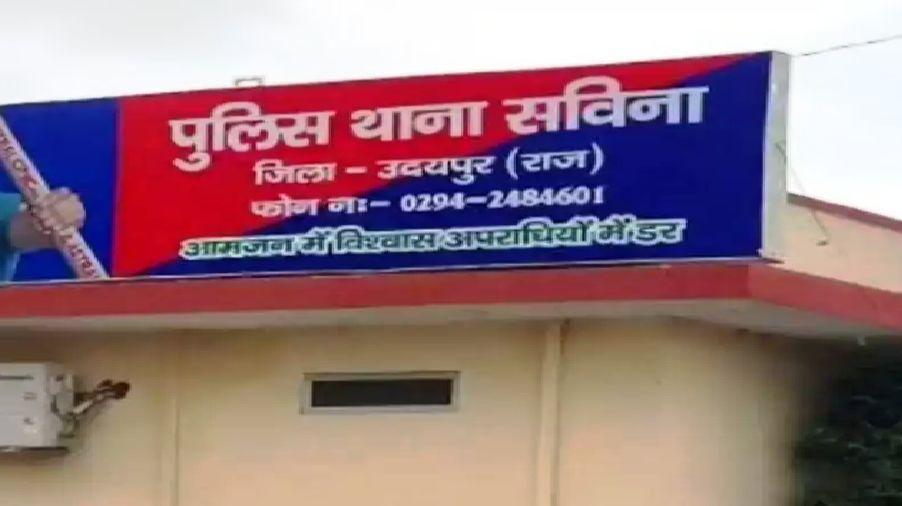 पुलिस थाना सविना
जिला - उदयपुर (राज)
फोन नः- 0294-2484601
आमजन में विश्वास अपराधियों में डर